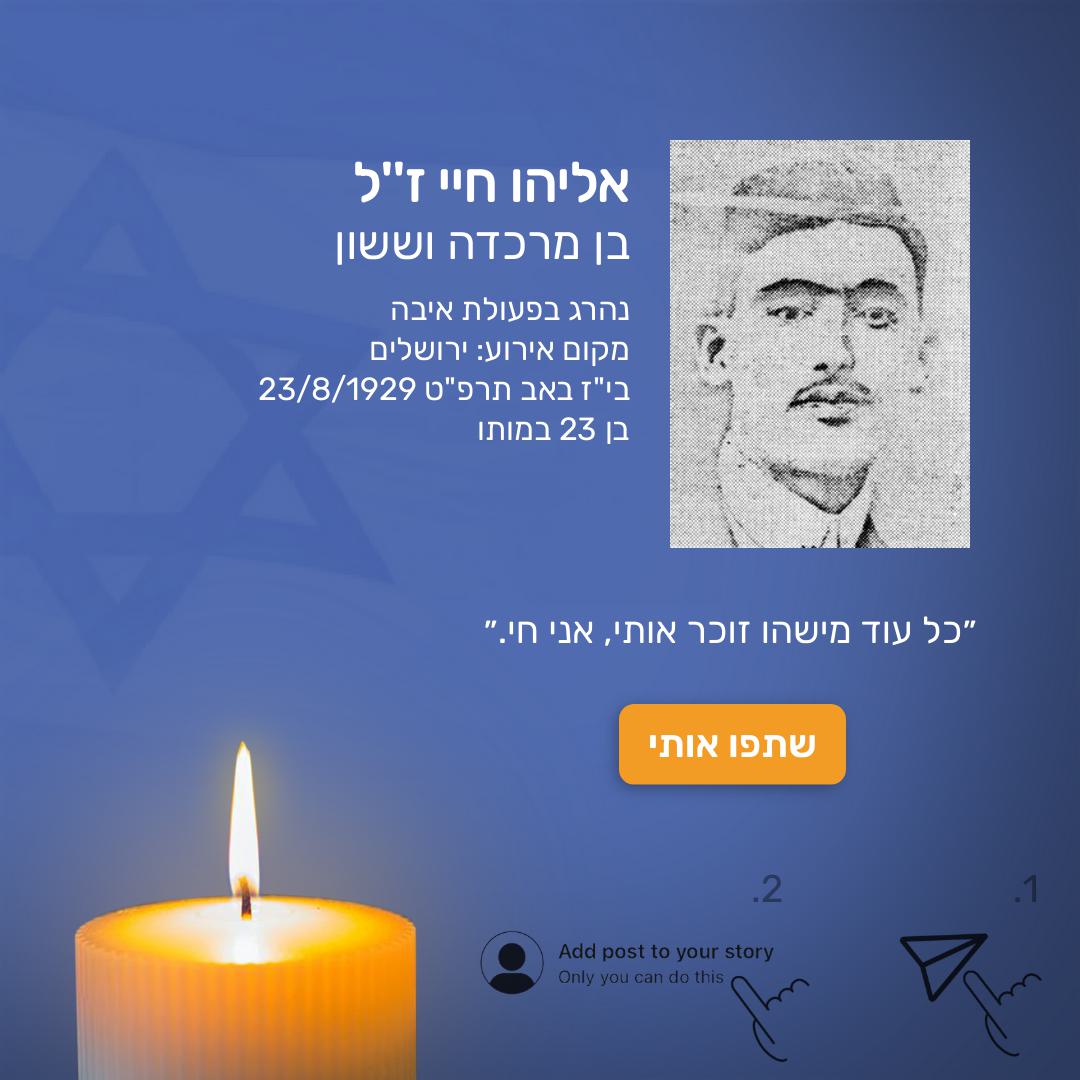 אליהו חיי ז"ל
בן מרכדה וששון
נהרג בפעולת איבה
מקום אירוע: ירושלים
בי"ז באב תרפ"ט 23/8/1929
בן 23 במותו
״כל עוד מישהו זוכר אותי, אני חי.״
שתפו אותי
1.
2.
Add post to your story
Only you can do this